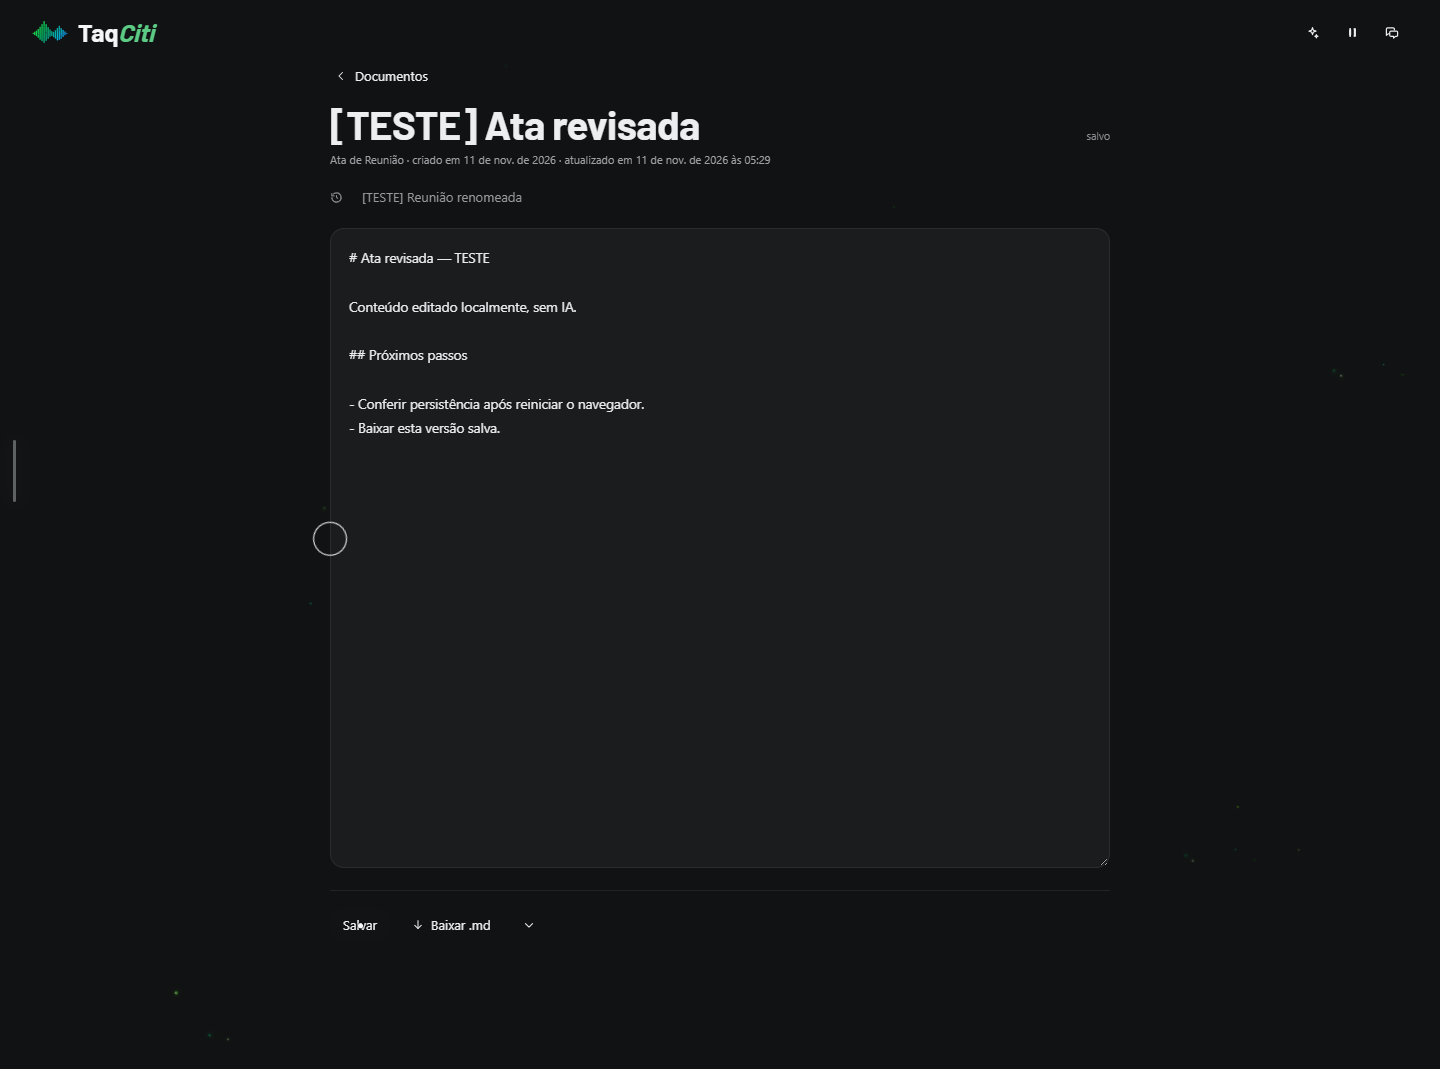 TaqCiti
Documentos
[TESTE] Ata revisada
salvo
Ata de Reunião · criado em 11 de nov. de 2026 · atualizado em 11 de nov. de 2026 às 05:29
[TESTE] Reunião renomeada
# Ata revisada — TESTE
Conteúdo editado localmente, sem IA.
## Próximos passos
- Conferir persistência após reiniciar o navegador.
- Baixar esta versão salva.
Salvar
Baixar .md